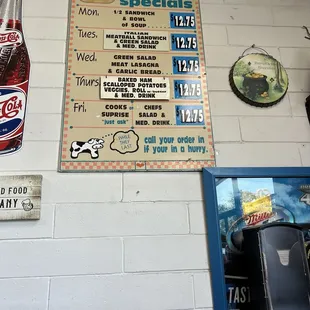 specials
Mon. 1/2 SANDWICH
& BOWL
of SOUP 12.75
Tues. ITALIAN
MEATBALL SANDWICH
& GREEN SALAD
& MED. DRINK 12.75
Wed. GREEN SALAD
MEAT LASAGNA
& GARLIC BREAD 12.75
Thurs BAKED HAM
SCALLOPED POTATOES
VEGGIES, ROLL
& MED. DRINK 12.75
Fri. COOKS CHEFS
SUPRISE SALAD &
"just ask" MED. DRINK 12.75
call your order in
if your in a hurry.
D FOOD
ANY
Mille
TAST